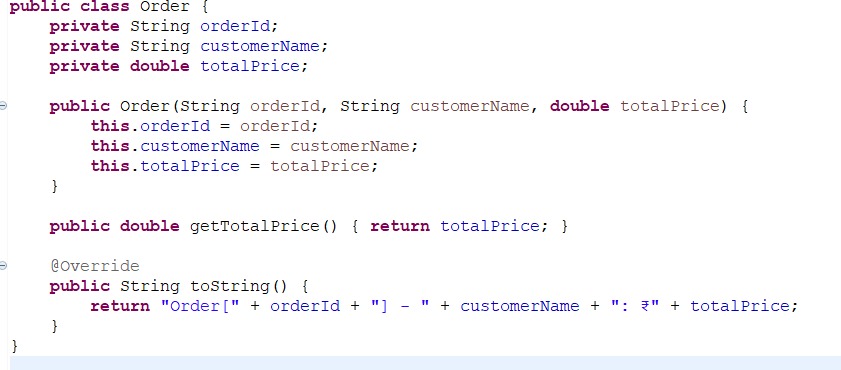 public class Order {
    private String orderId;
    private String customerName;
    private double totalPrice;
    public Order(String orderId, String customerName, double totalPrice) {
        this.orderId = orderId;
        this.customerName = customerName;
        this.totalPrice = totalPrice;
    }
    public double getTotalPrice() { return totalPrice; }
    @Override
    public String toString() {
        return "Order[" + orderId + "] - " + customerName + ": ₹" + totalPrice;
    }
}